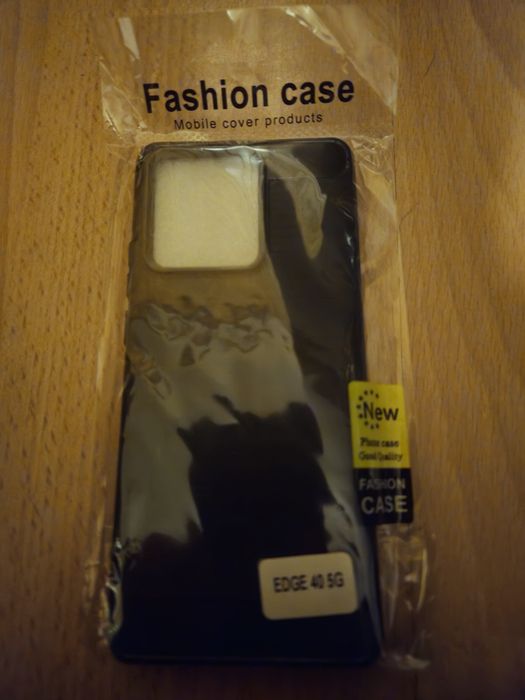 Fashion case
Mobile cover products
New
Phone case
Good Quality
FASHION
CASE
EDGE 40 5G